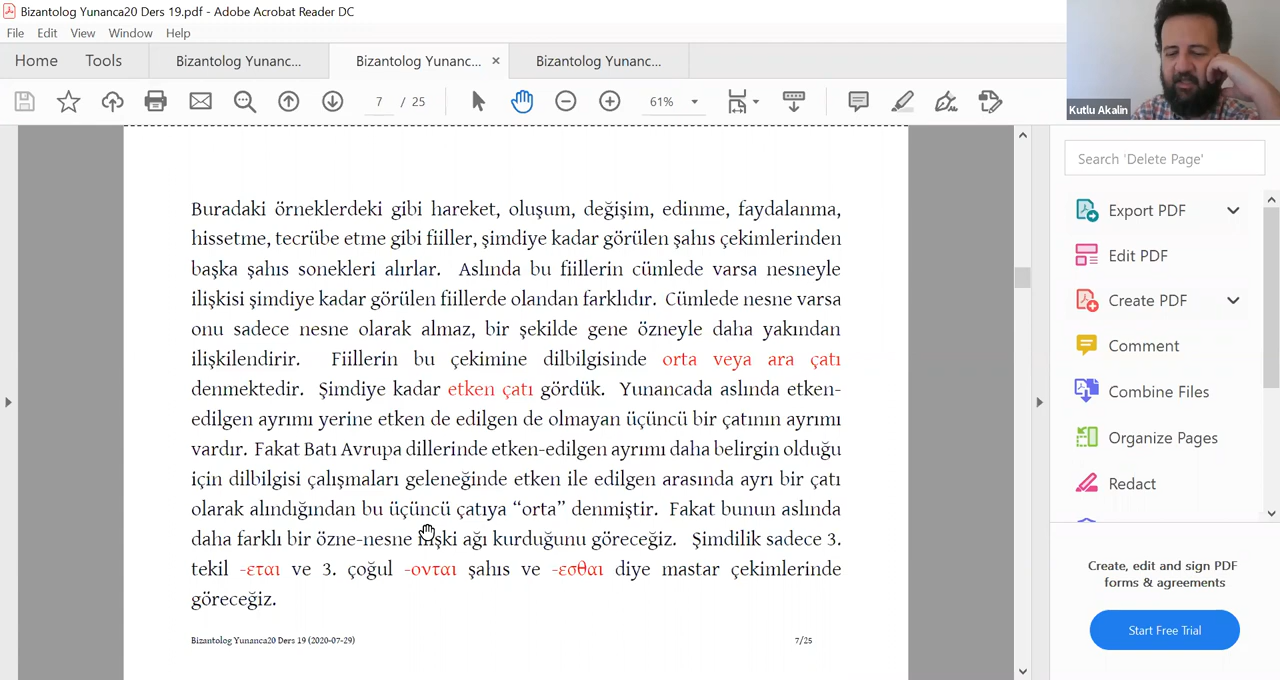 Bizantolog Yunanca20 Ders 19.pdf - Adobe Acrobat Reader DC
File Edit View Window Help
Home Tools Bizantolog Yunanc... Bizantolog Yunanc... × Bizantolog Yunanc...
7 / 25 61%
Kutlu Akalin
Search 'Delete Page'
Export PDF
Edit PDF
Create PDF
Comment
Combine Files
Organize Pages
Redact
Create, edit and sign PDF
forms & agreements
Start Free Trial
Buradaki örneklerdeki gibi hareket, oluşum, değişim, edinme, faydalanma,
hissetme, tecrübe etme gibi fiiller, şimdiye kadar görülen şahıs çekimlerinden
başka şahıs sonekleri alırlar. Aslında bu fiillerin cümlede varsa nesneyle
ilişkisi şimdiye kadar görülen fiillerde olandan farklıdır. Cümlede nesne varsa
onu sadece nesne olarak almaz, bir şekilde gene özneyle daha yakından
ilişkilendirir. Fiillerin bu çekimine dilbilgisinde orta veya ara çatı
denmektedir. Şimdiye kadar etken çatı gördük. Yunancada aslında etken-
edilgen ayrımı yerine etken de edilgen de olmayan üçüncü bir çatının ayrımı
vardır. Fakat Batı Avrupa dillerinde etken-edilgen ayrımı daha belirgin olduğu
için dilbilgisi çalışmaları geleneğinde etken ile edilgen arasında ayrı bir çatı
olarak alındığından bu üçüncü çatıya “orta” denmiştir. Fakat bunun aslında
daha farklı bir özne-nesne ilişki ağı kurduğunu göreceğiz. Şimdilik sadece 3.
tekil -εται ve 3. çoğul -ονται şahıs ve -εσθαι diye mastar çekimlerinde
göreceğiz.
Bizantolog Yunanca20 Ders 19 (2020-07-29) 7/25